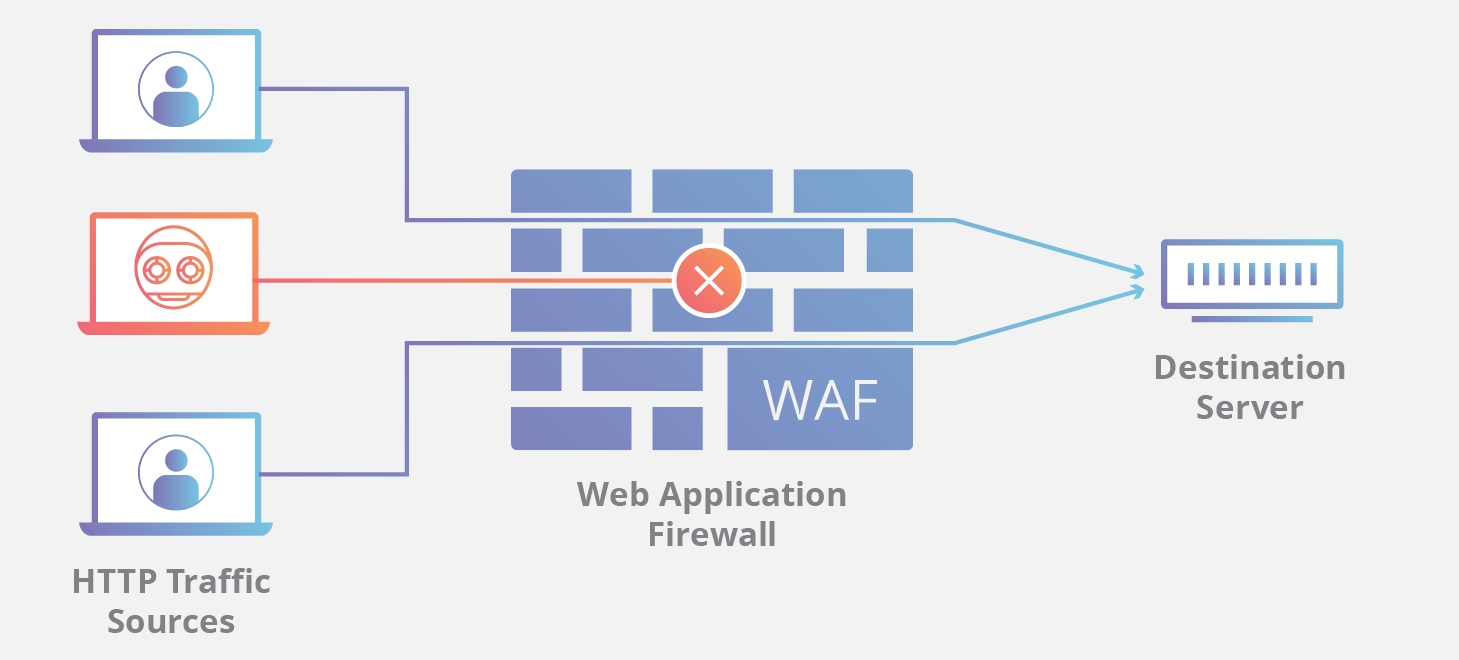 WAF
Web Application
Firewall
HTTP Traffic
Sources
Destination
Server